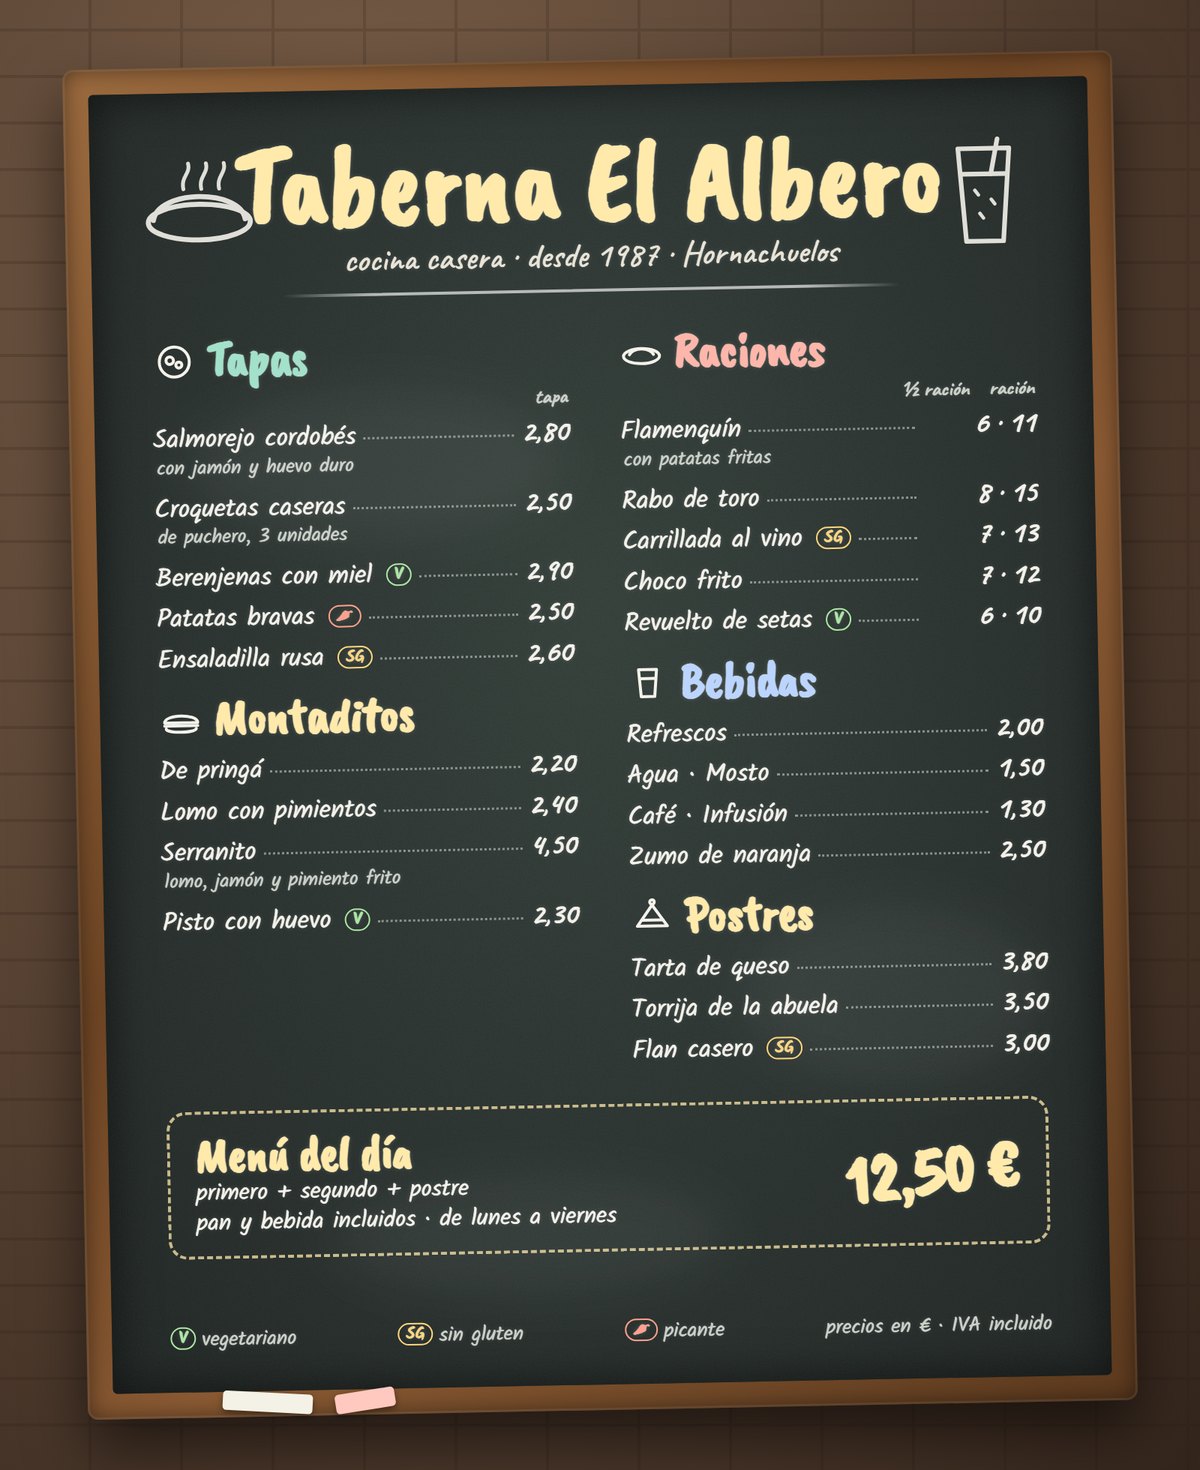 Taberna El Albero
cocina casera · desde 1987 · Hornachuelos
Tapas
tapa
Salmorejo cordobés 2,80
con jamón y huevo duro
Croquetas caseras 2,50
de puchero, 3 unidades
Berenjenas con miel V 2,90
Patatas bravas 2,50
Ensaladilla rusa SG 2,60
Montaditos
De pringá 2,20
Lomo con pimientos 2,40
Serranito 4,50
lomo, jamón y pimiento frito
Pisto con huevo V 2,30
Raciones
½ ración ración
Flamenquín 6 · 11
con patatas fritas
Rabo de toro 8 · 15
Carrillada al vino SG 7 · 13
Choco frito 7 · 12
Revuelto de setas V 6 · 10
Bebidas
Refrescos 2,00
Agua · Mosto 1,50
Café · Infusión 1,30
Zumo de naranja 2,50
Postres
Tarta de queso 3,80
Torrija de la abuela 3,50
Flan casero SG 3,00
Menú del día
primero + segundo + postre
pan y bebida incluidos · de lunes a viernes
12,50 €
V vegetariano
SG sin gluten
picante
precios en € · IVA incluido